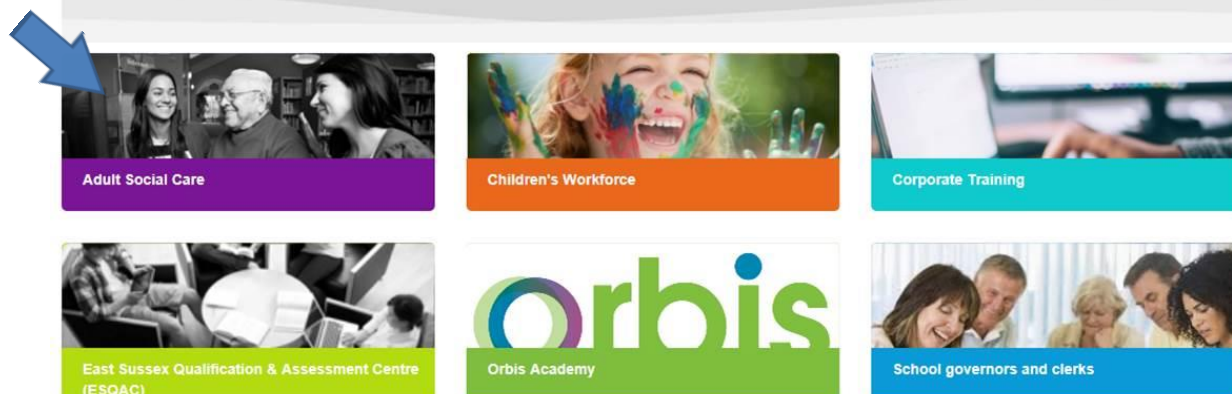 Adult Social Care
Children's Workforce
Corporate Training
East Sussex Qualification & Assessment Centre
(ESQAC)
orbis
Orbis Academy
School governors and clerks